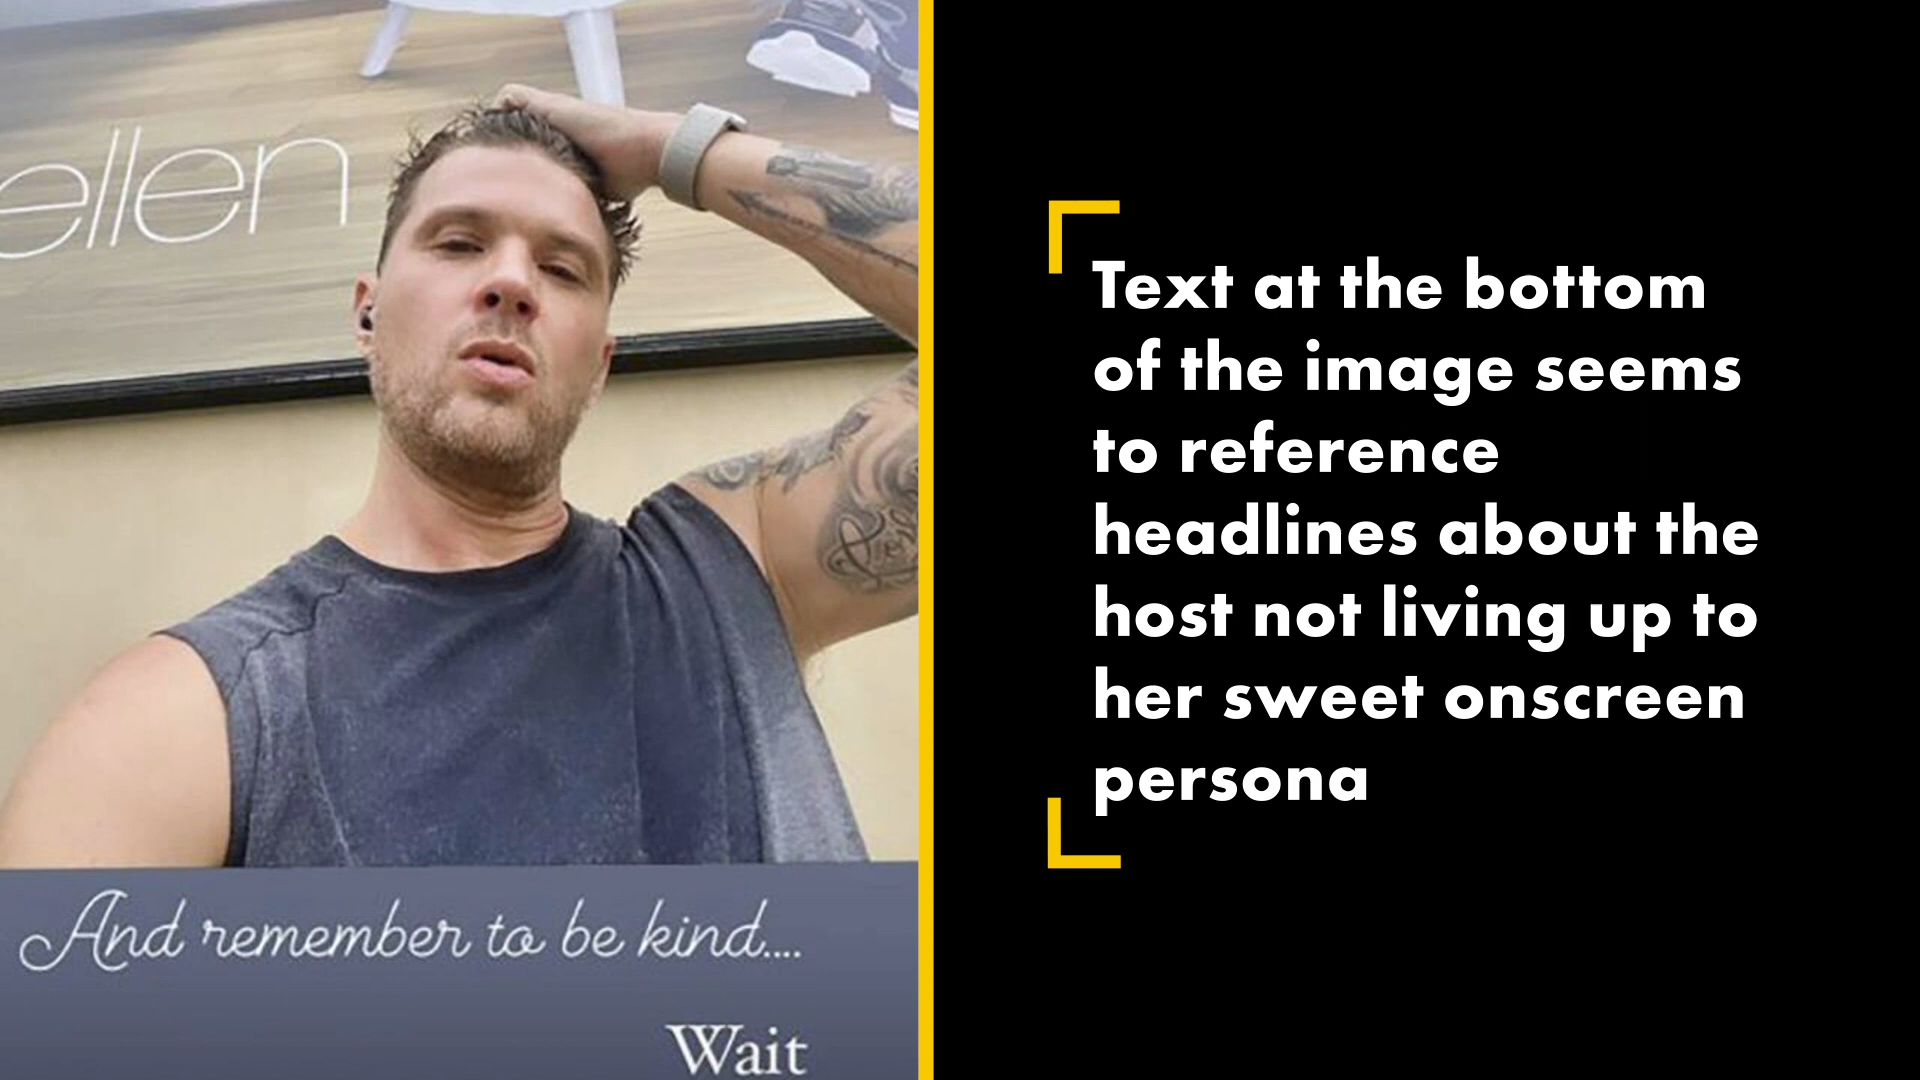 ellen
And remember to be kind....
Wait
Text at the bottom
of the image seems
to reference
headlines about the
host not living up to
her sweet onscreen
persona